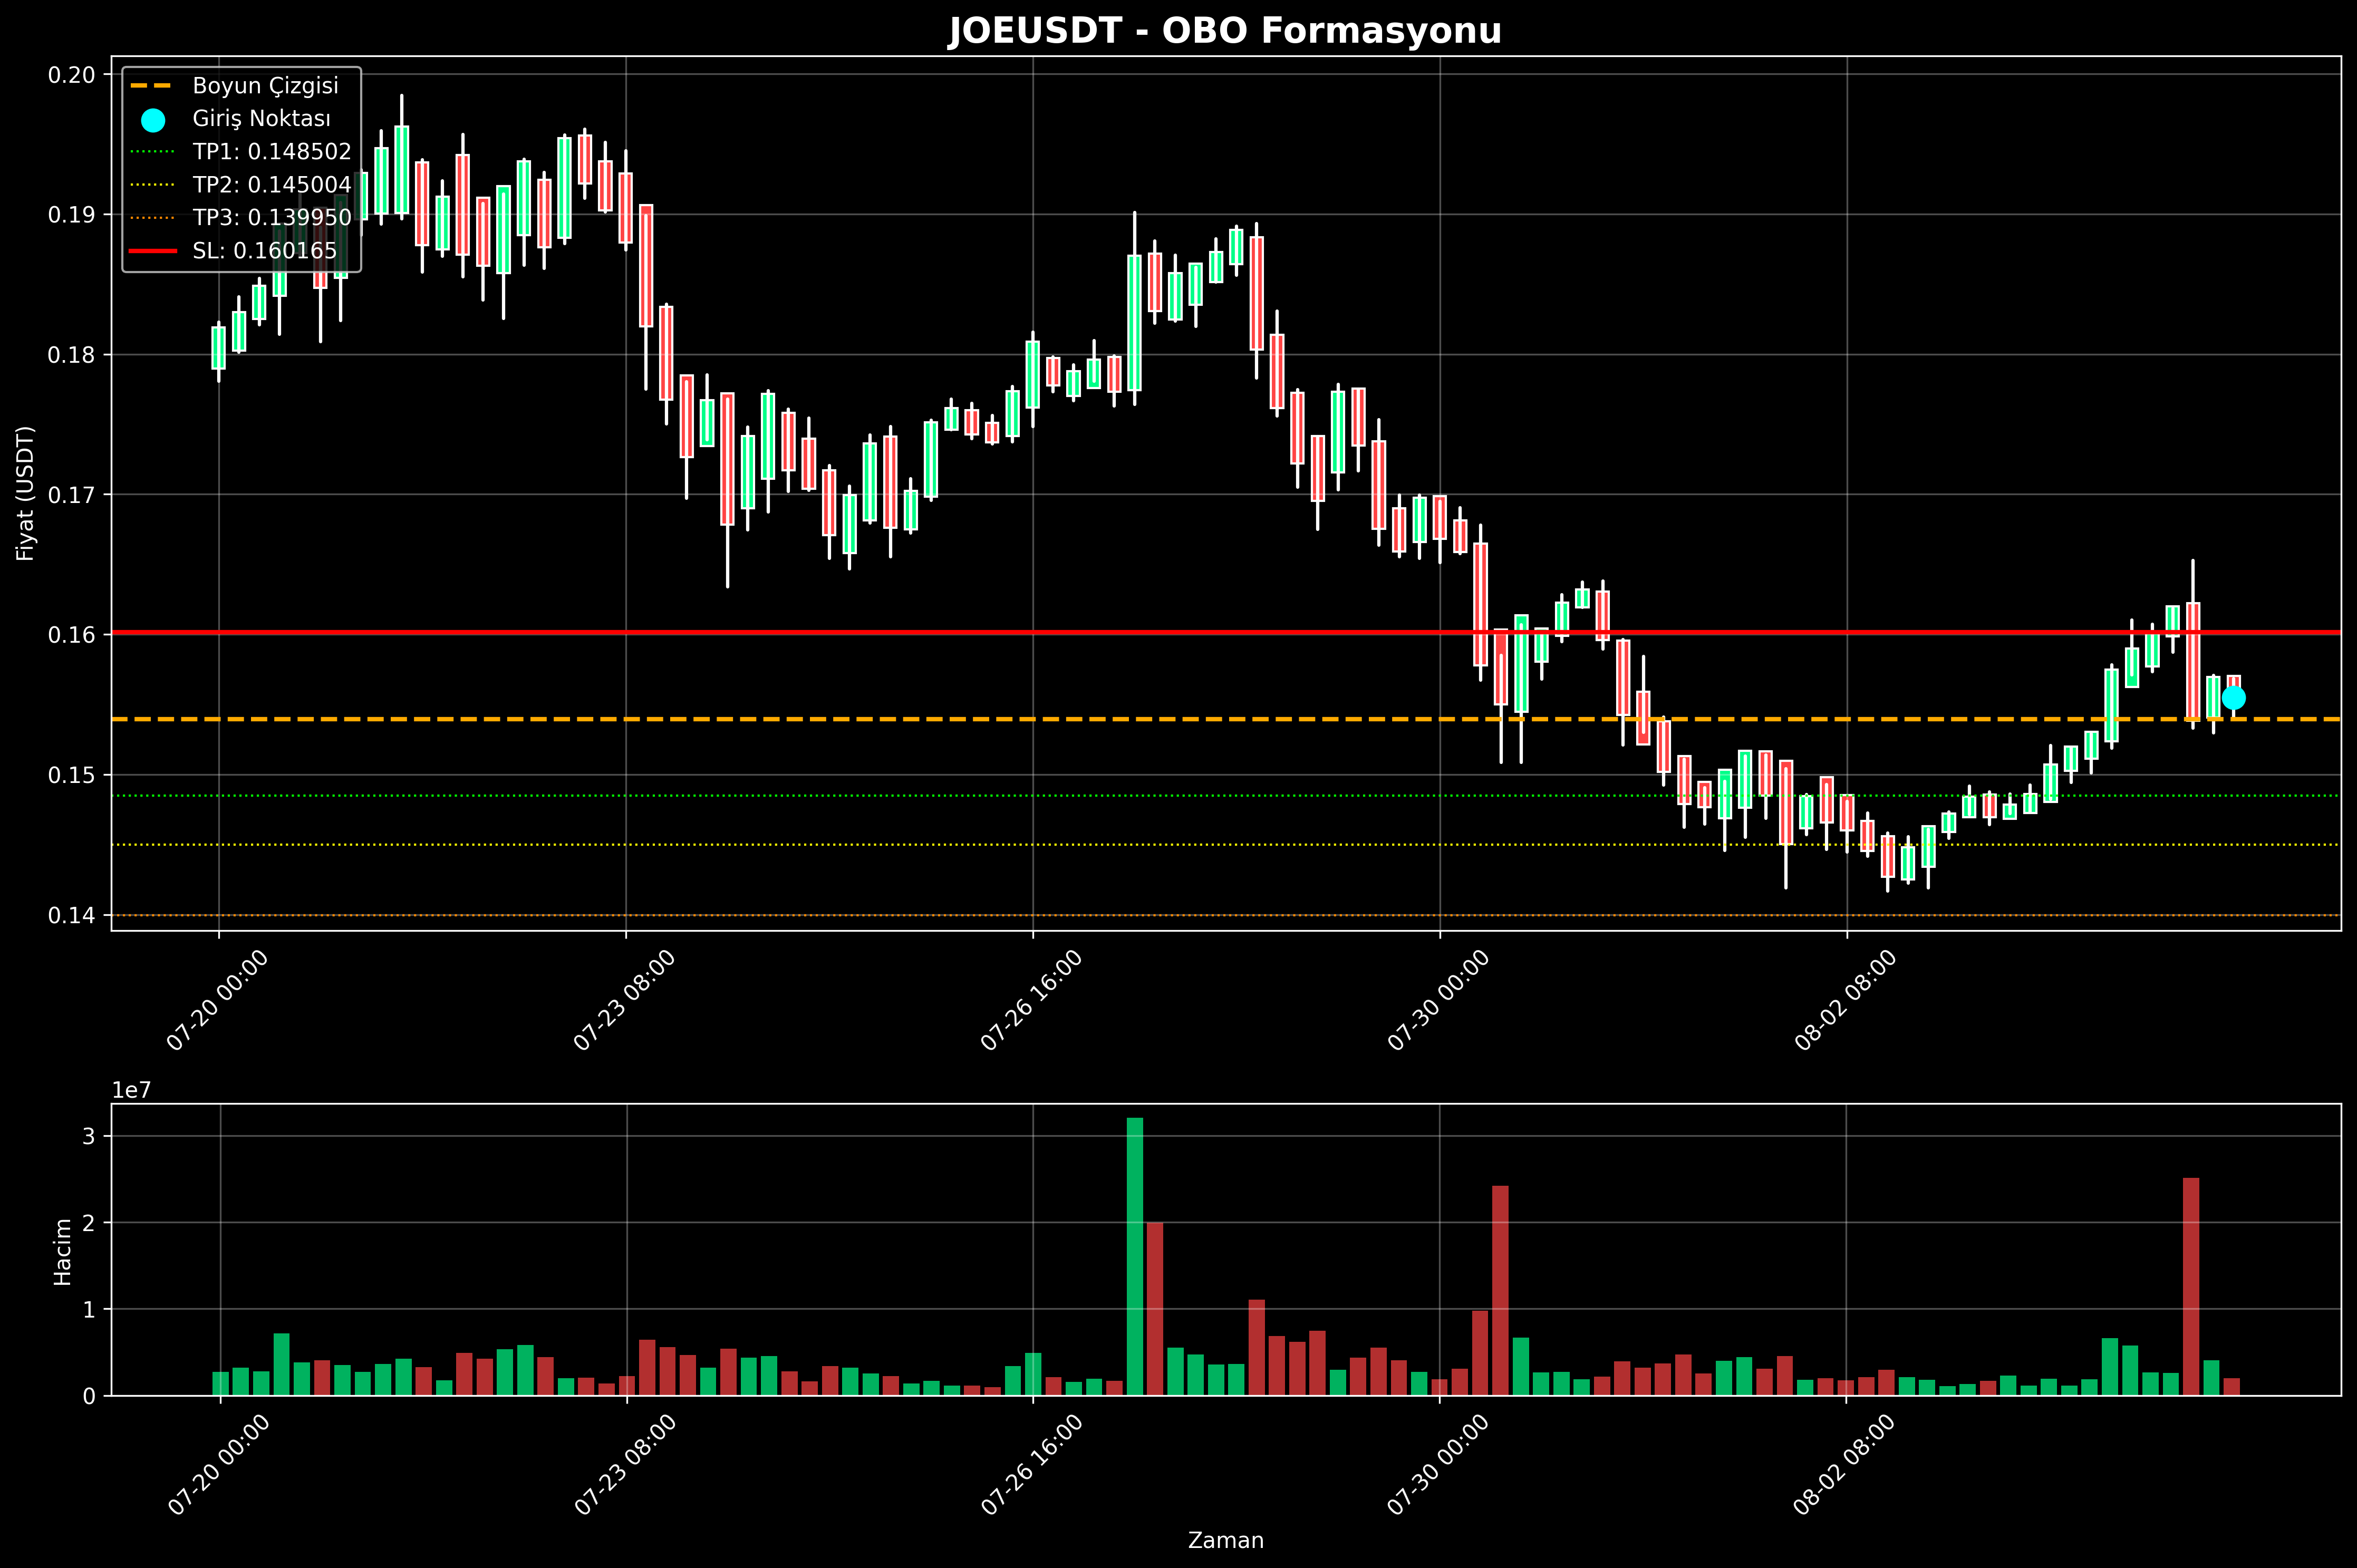 JOEUSDT - OBO Formasyonu
Boyun Çizgisi
Giriş Noktası
TP1: 0.148502
TP2: 0.145004
TP3: 0.139950
SL: 0.160165
Fiyat (USDT)
0.20
0.19
0.18
0.17
0.16
0.15
0.14
07-20 00:00
07-23 08:00
07-26 16:00
07-30 00:00
08-02 08:00
1e7
Hacim
3
2
1
0
07-20 00:00
07-23 08:00
07-26 16:00
07-30 00:00
08-02 08:00
Zaman